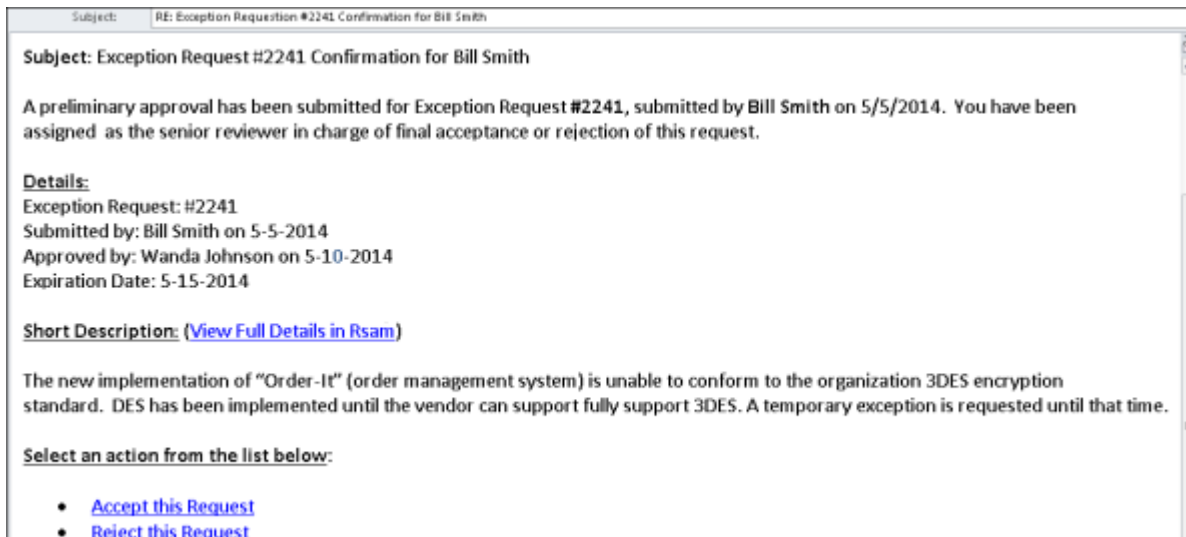 Subject: RE: Exception Requestion #2241 Confirmation for Bill Smith
Subject: Exception Request #2241 Confirmation for Bill Smith
A preliminary approval has been submitted for Exception Request #2241, submitted by Bill Smith on 5/5/2014. You have been
assigned as the senior reviewer in charge of final acceptance or rejection of this request.
Details:
Exception Request: #2241
Submitted by: Bill Smith on 5-5-2014
Approved by: Wanda Johnson on 5-10-2014
Expiration Date: 5-15-2014
Short Description: (View Full Details in Rsam)
The new implementation of “Order-It” (order management system) is unable to conform to the organization 3DES encryption
standard. DES has been implemented until the vendor can support fully support 3DES. A temporary exception is requested until that time.
Select an action from the list below:
• Accept this Request
• Reject this Request